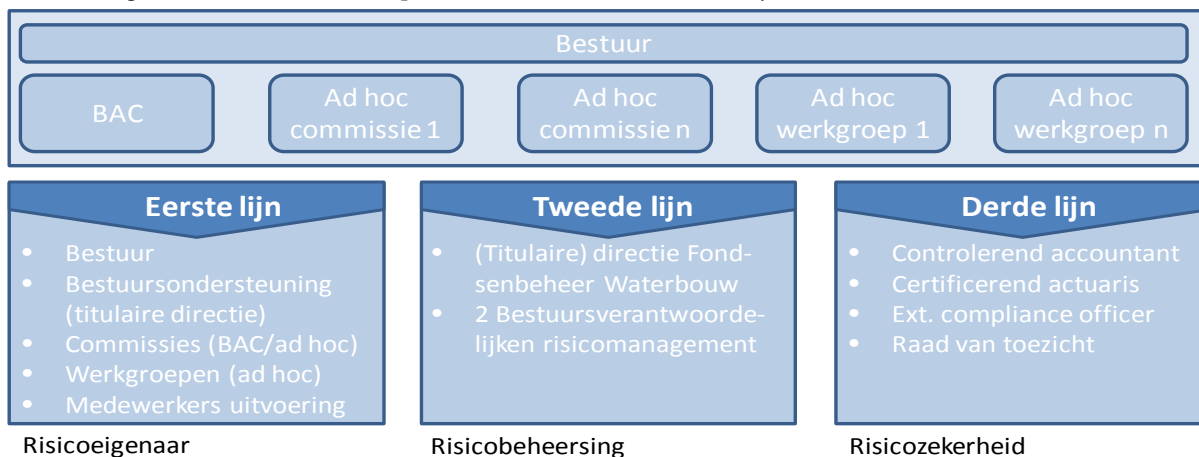 Bestuur
BAC
Ad hoc
commissie 1
Ad hoc
commissie n
Ad hoc
werkgroep 1
Ad hoc
werkgroep n
Eerste lijn
• Bestuur
• Bestuursondersteuning
(titulaire directie)
• Commissies (BAC/ad hoc)
• Werkgroepen (ad hoc)
• Medewerkers uitvoering
Risicoeigenaar
Tweede lijn
• (Titulaire) directie Fond-
senbeheer Waterbouw
• 2 Bestuursverantwoorde-
lijken risicomanagement
Risicobeheersing
Derde lijn
• Controlerend accountant
• Certificerend actuaris
• Ext. compliance officer
• Raad van toezicht
Risicozekerheid